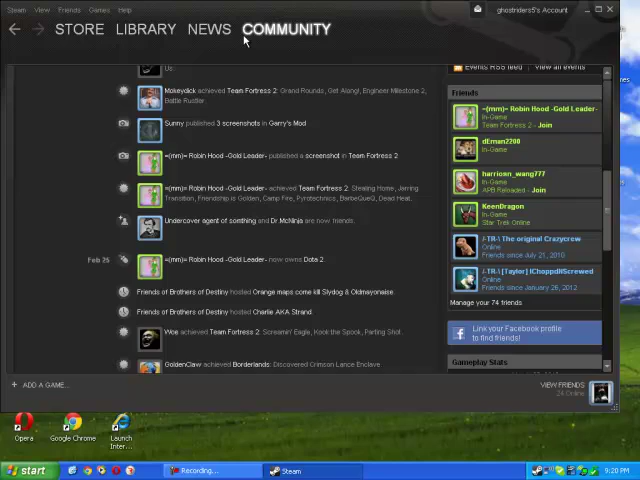 Steam View Friends Games Help
ghostriders5's Account
STORE LIBRARY NEWS COMMUNITY
Us
Mokeydick achieved Team Fortress 2: Grand Rounds, Get Along!, Engineer Milestone 2,
Battle Rustler
Sunny published 3 screenshots in Garry's Mod
=(mm)= Robin Hood -Gold Leader- published a screenshot in Team Fortress 2
=(mm)= Robin Hood -Gold Leader- achieved Team Fortress 2: Stealing Home, Jarring
Transition, Friendship is Golden, Camp Fire, Pyrotechnics, BarbeQueQ, Dead Heat.
Undercover agent of somthing and Dr.McNinja are now friends.
Feb 25
=(mm)= Robin Hood -Gold Leader- now owns Dota 2
Friends of Brothers of Destiny hosted Orange maps come kill Slydog & Oldmayonaise.
Friends of Brothers of Destiny hosted Charlie AKA Strand.
Woe achieved Team Fortress 2: Screamin' Eagle, Kook the Spook, Parting Shot.
GoldenClaw achieved Borderlands: Discovered Crimson Lance Enclave
Events RSS feed View all events
Friends
=(mm)= Robin Hood -Gold Leader-
In-Game
Team Fortress 2 - Join
dEman2200
In-Game
harrison_wang777
In-Game
APB Reloaded - Join
KeenDragon
In-Game
Star Trek Online
/-TR-\ The original Crazycrew
Online
Friends since July 21, 2010
/-TR-\ [Taylor] IChoppdllScrewed
Online
Friends since January 26, 2012
Manage your 74 friends
Link your Facebook profile
to find friends!
Gameplay Stats
+ ADD A GAME...
VIEW FRIENDS
24 Online
Opera
Google Chrome
Launch
Inter...
start
Recording...
Steam
9:20 PM